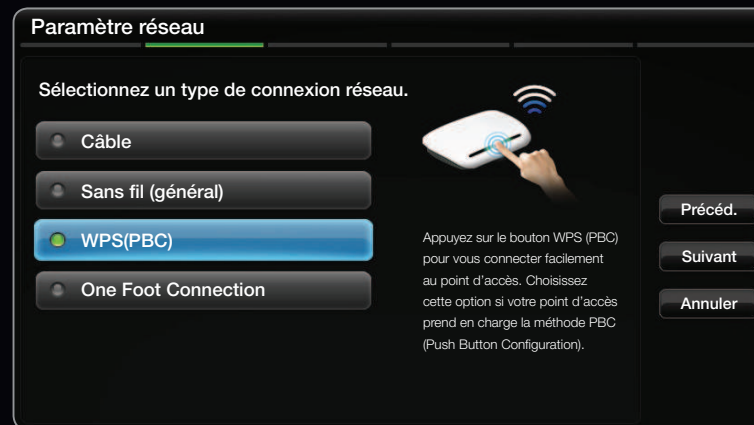 Paramètre réseau
Sélectionnez un type de connexion réseau.
Câble
Sans fil (général)
WPS(PBC)
One Foot Connection
Appuyez sur le bouton WPS (PBC)
pour vous connecter facilement
au point d'accès. Choisissez
cette option si votre point d'accès
prend en charge la méthode PBC
(Push Button Configuration).
Précéd.
Suivant
Annuler